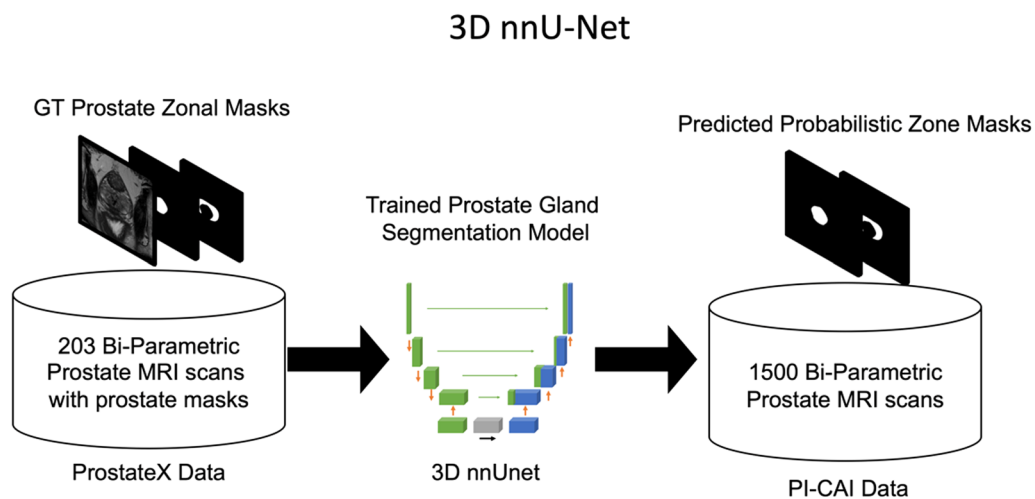 3D nnU-Net
GT Prostate Zonal Masks
Predicted Probabilistic Zone Masks
Trained Prostate Gland
Segmentation Model
203 Bi-Parametric
Prostate MRI scans
with prostate masks
1500 Bi-Parametric
Prostate MRI scans
ProstateX Data
3D nnUnet
PI-CAI Data